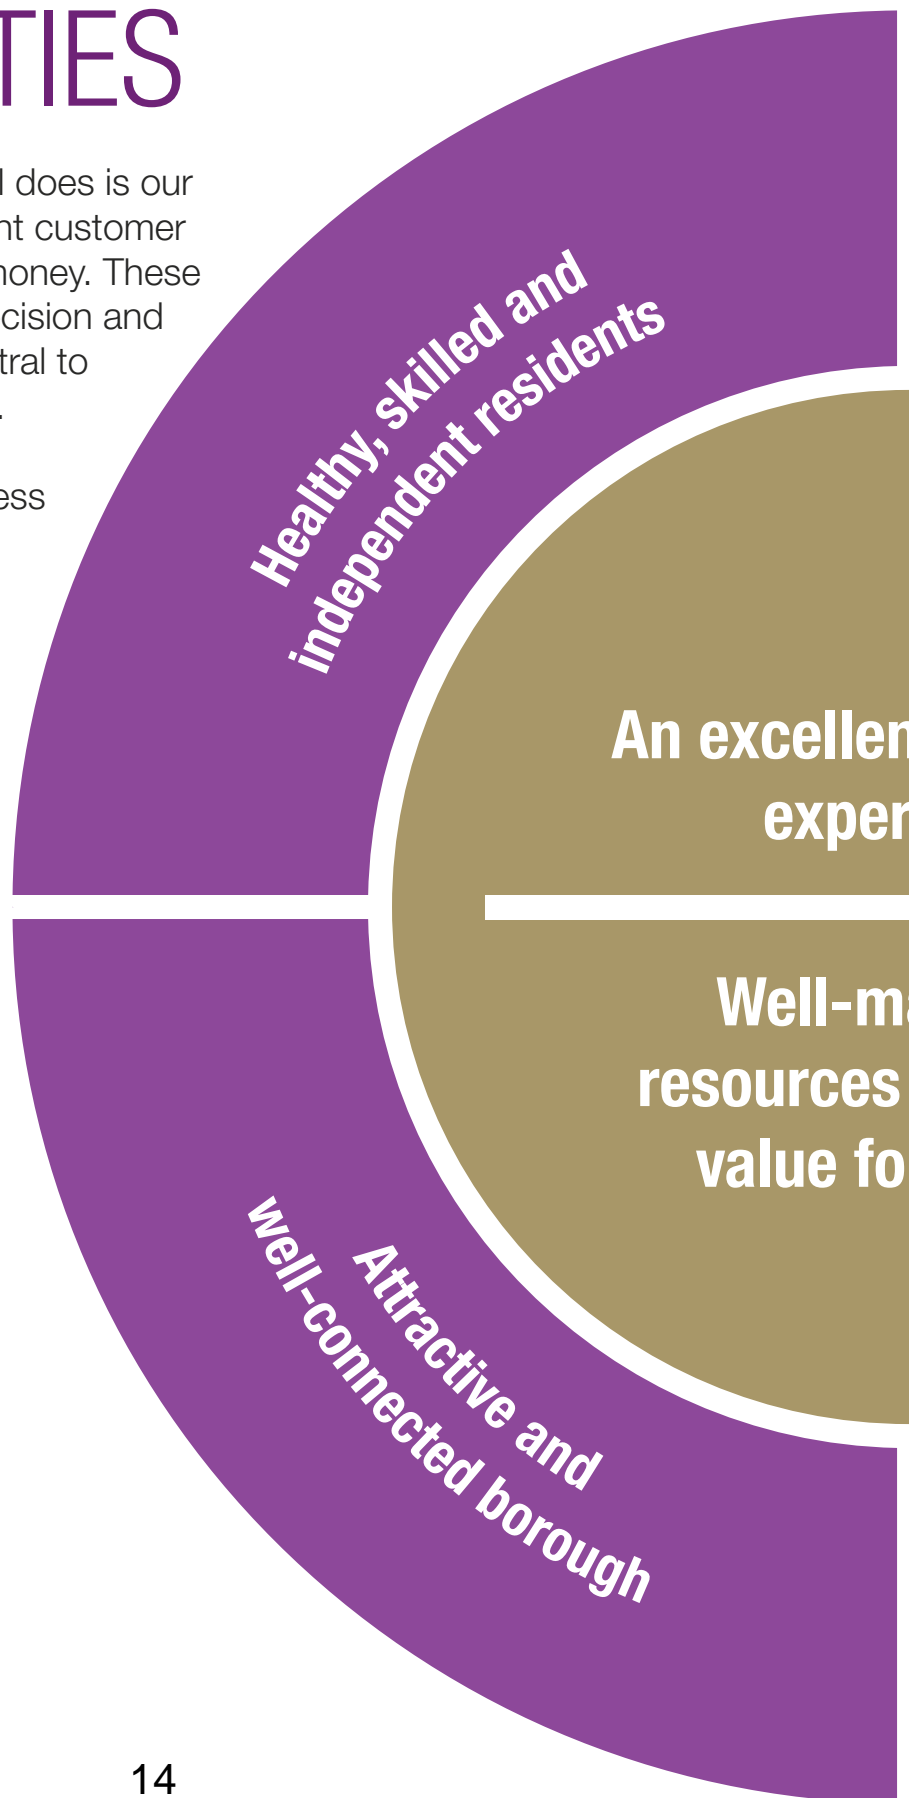 TIES
l does is our
nt customer
noney. These
cision and
tral to
.
ess
Healthy, skilled and
independent residents
An excellen
exper
Well-ma
resources
value fo
Attractive and
well-connected borough
14